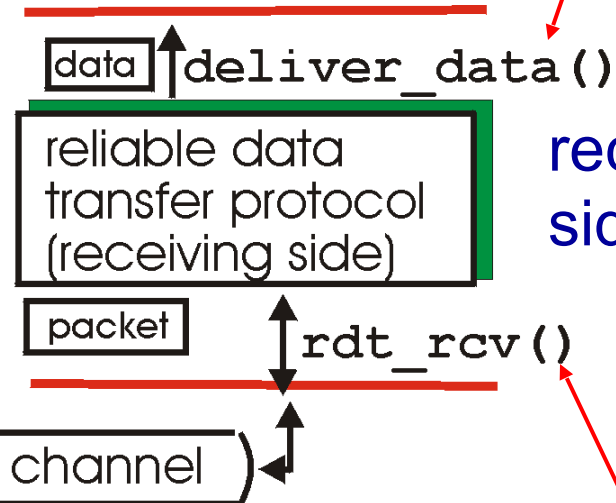 data deliver_data()
reliable data
transfer protocol
(receiving side)
packet rdt_rcv()
channel